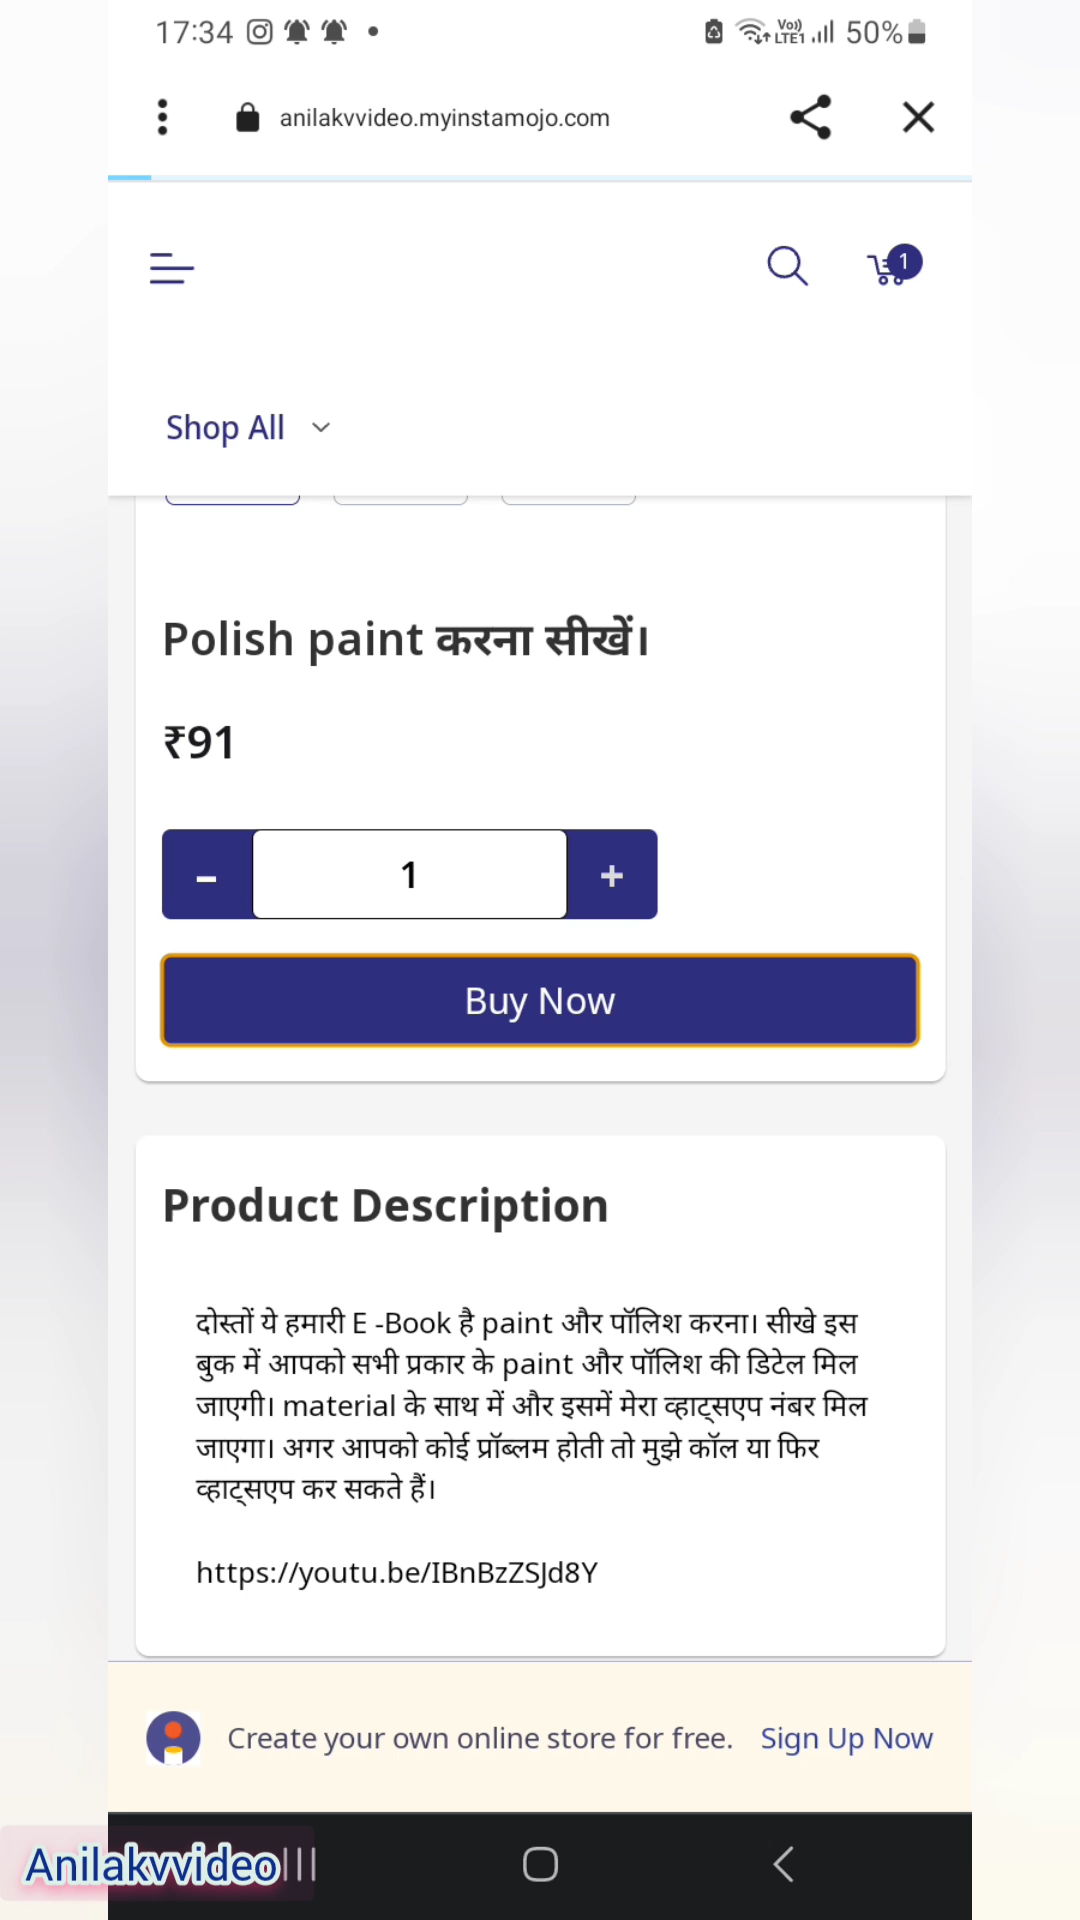 17:34
Vo))
LTE1
50%
anilakvvideo.myinstamojo.com
1
Shop All
Polish paint करना सीखें।
₹91
- 1 +
Buy Now
Product Description
दोस्तों ये हमारी E -Book है paint और पॉलिश करना। सीखे इस
बुक में आपको सभी प्रकार के paint और पॉलिश की डिटेल मिल
जाएगी। material के साथ में और इसमें मेरा व्हाट्सएप नंबर मिल
जाएगा। अगर आपको कोई प्रॉब्लम होती तो मुझे कॉल या फिर
व्हाट्सएप कर सकते हैं।
https://youtu.be/IBnBzZSJd8Y
Create your own online store for free. Sign Up Now
Anilakvvideo